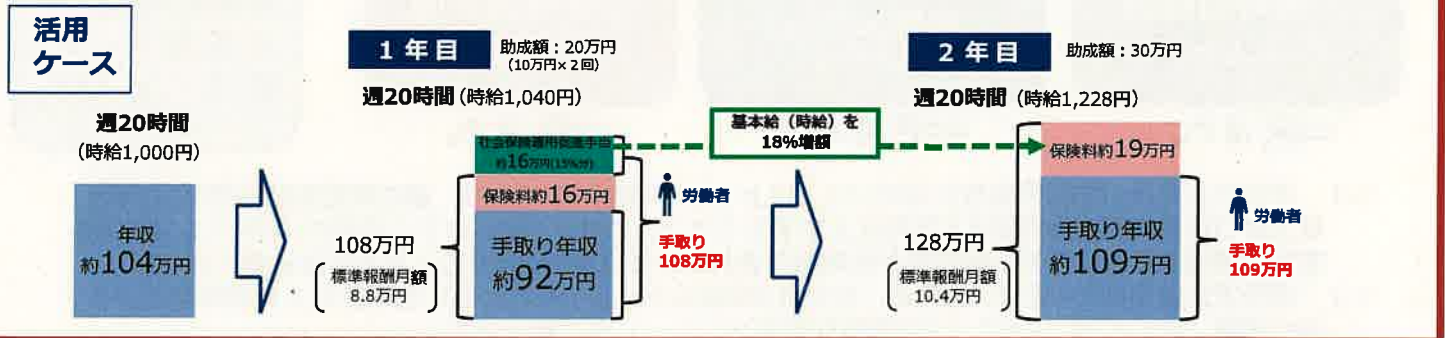 活用
ケース
週20時間
(時給1,000円)
年収
約104万円
1年目
助成額:20万円
(10万円×2回)
週20時間(時給1,040円)
108万円
標準報酬月額
8.8万円
社会保険適用促進手当
約16万円(15%分)
保険料約16万円
手取り年収
約92万円
労働者
手取り
108万円
基本給(時給)を
18%増額
2年目
助成額:30万円
週20時間(時給1,228円)
128万円
標準報酬月額
10.4万円
保険料約19万円
手取り年収
約109万円
労働者
手取り
109万円